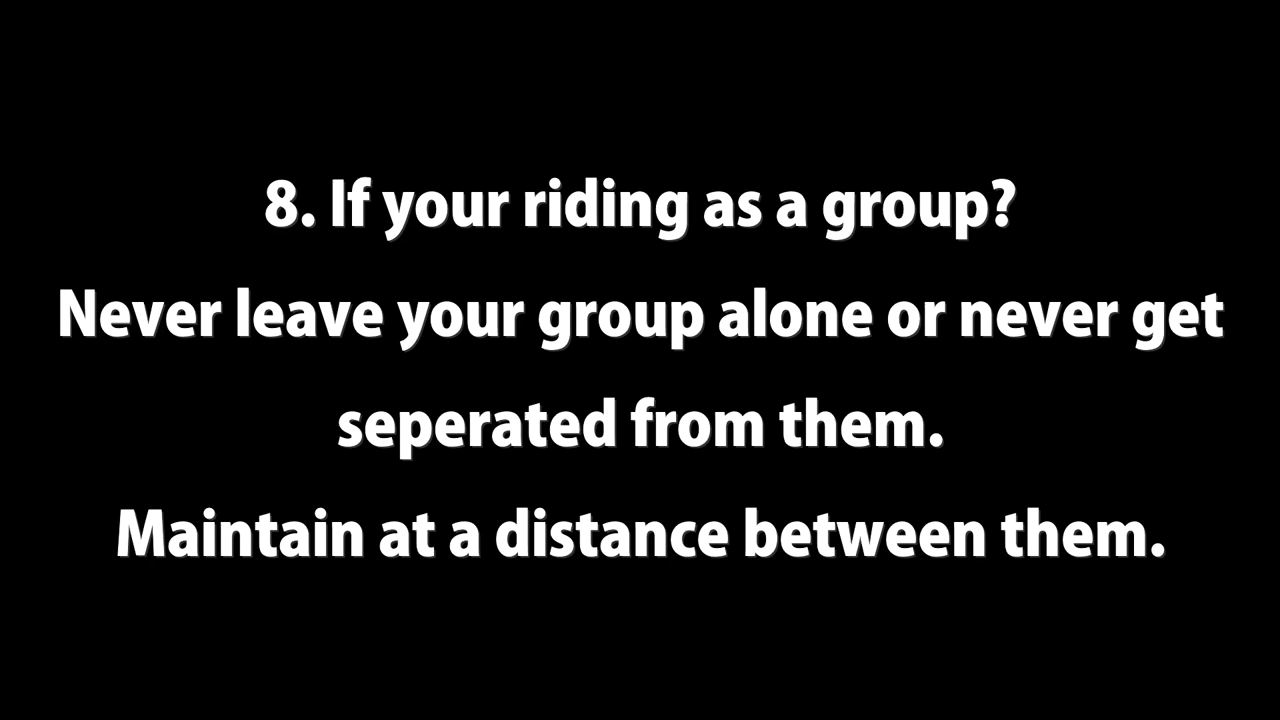 8. If your riding as a group?
Never leave your group alone or never get
seperated from them.
Maintain at a distance between them.